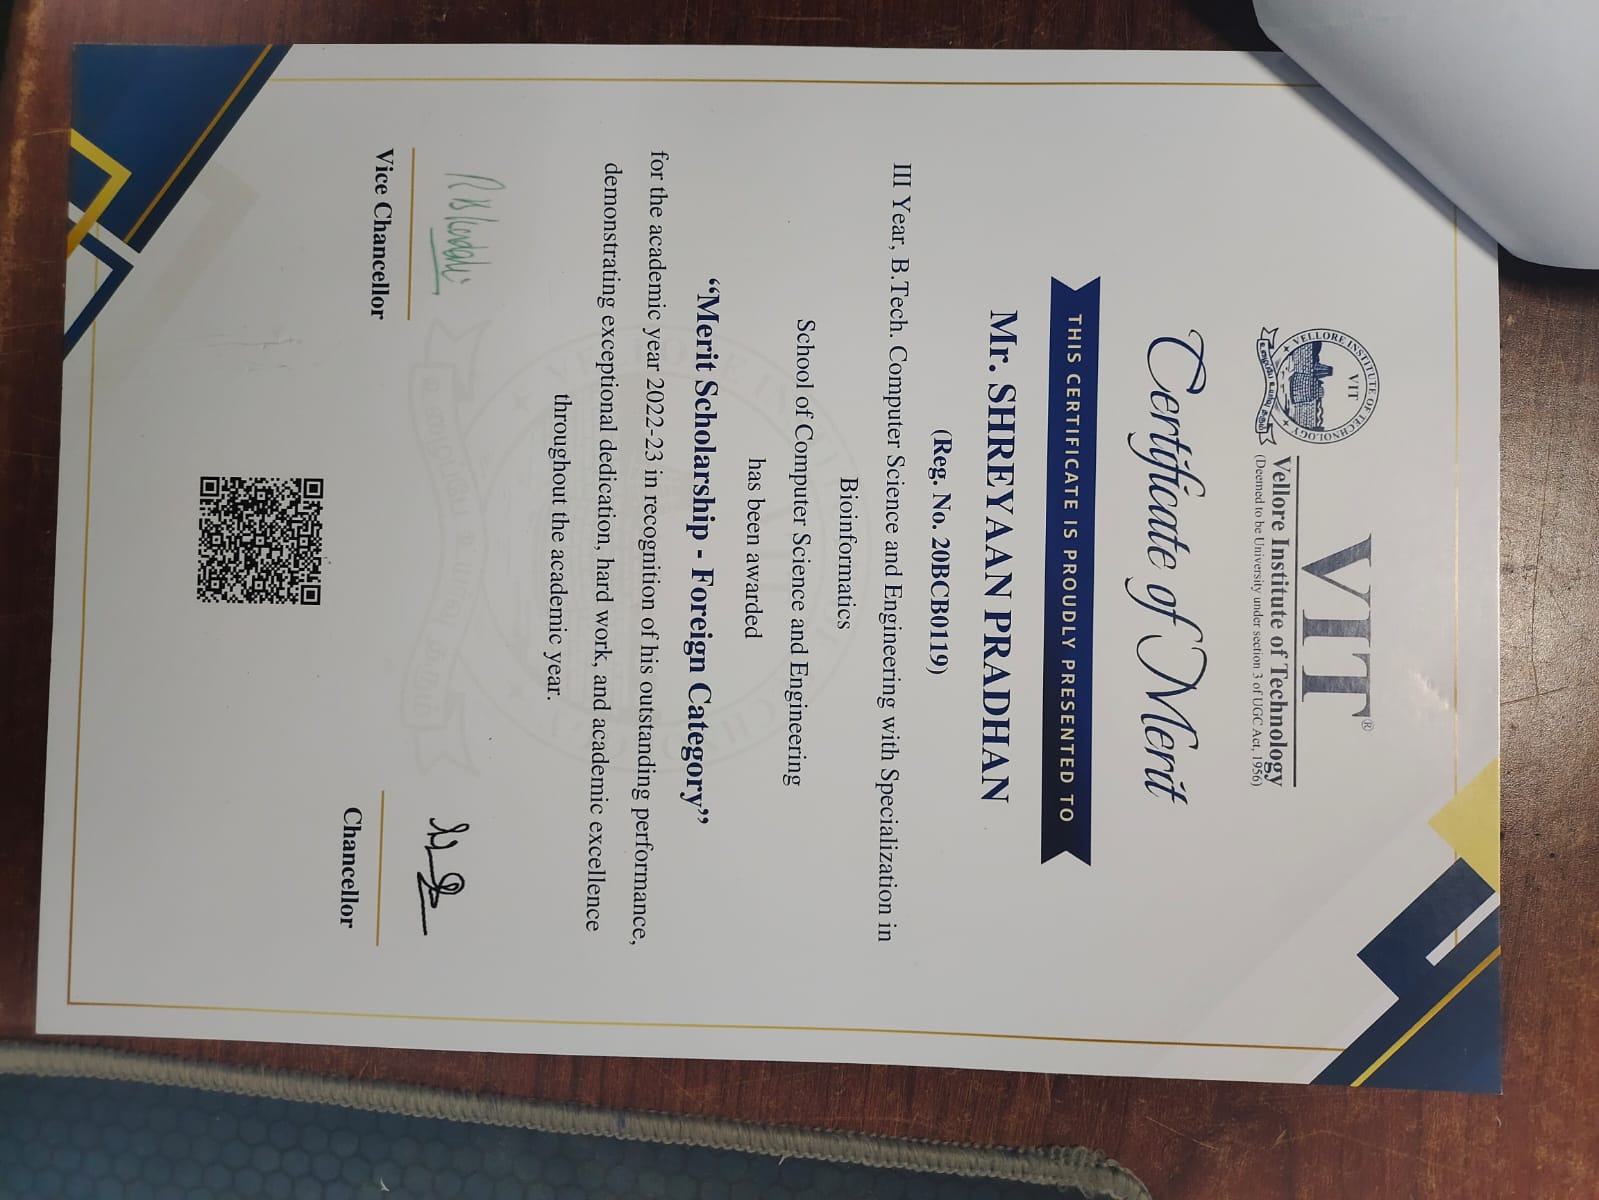 VELLORE INSTITUTE OF TECHNOLOGY
VIT
உழைப்பே உயர்வு தரும்
VIT®
Vellore Institute of Technology
(Deemed to be University under section 3 of UGC Act, 1956)
Certificate of Merit
THIS CERTIFICATE IS PROUDLY PRESENTED TO
Mr. SHREYAAN PRADHAN
(Reg. No. 20BCB0119)
III Year, B.Tech. Computer Science and Engineering with Specialization in
Bioinformatics
School of Computer Science and Engineering
has been awarded
“Merit Scholarship - Foreign Category”
for the academic year 2022-23 in recognition of his outstanding performance,
demonstrating exceptional dedication, hard work, and academic excellence
throughout the academic year.
Vice Chancellor
Chancellor